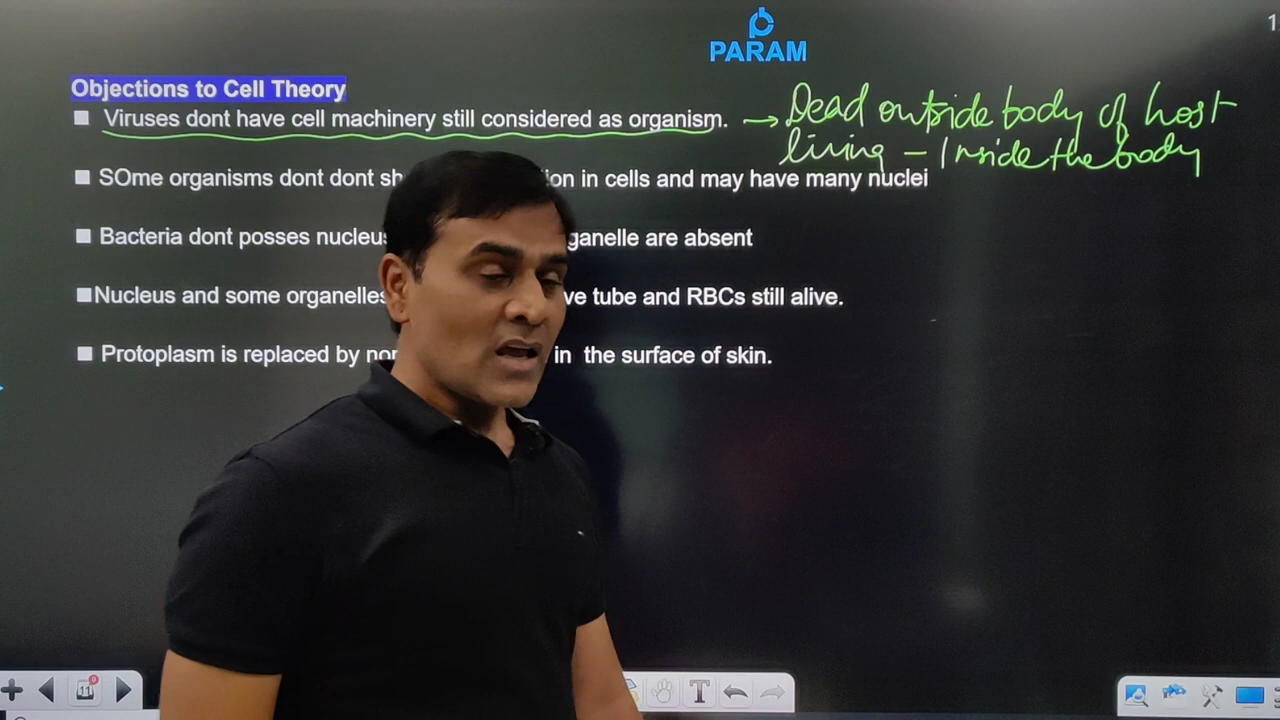 PARAM
Objections to Cell Theory
Viruses dont have cell machinery still considered as organism. → Dead outside body of host
living – Inside the body
SOme organisms dont dont sh ion in cells and may have many nuclei
Bacteria dont posses nucleus ganelle are absent
Nucleus and some organelles ve tube and RBCs still alive.
Protoplasm is replaced by non in the surface of skin.
11
T